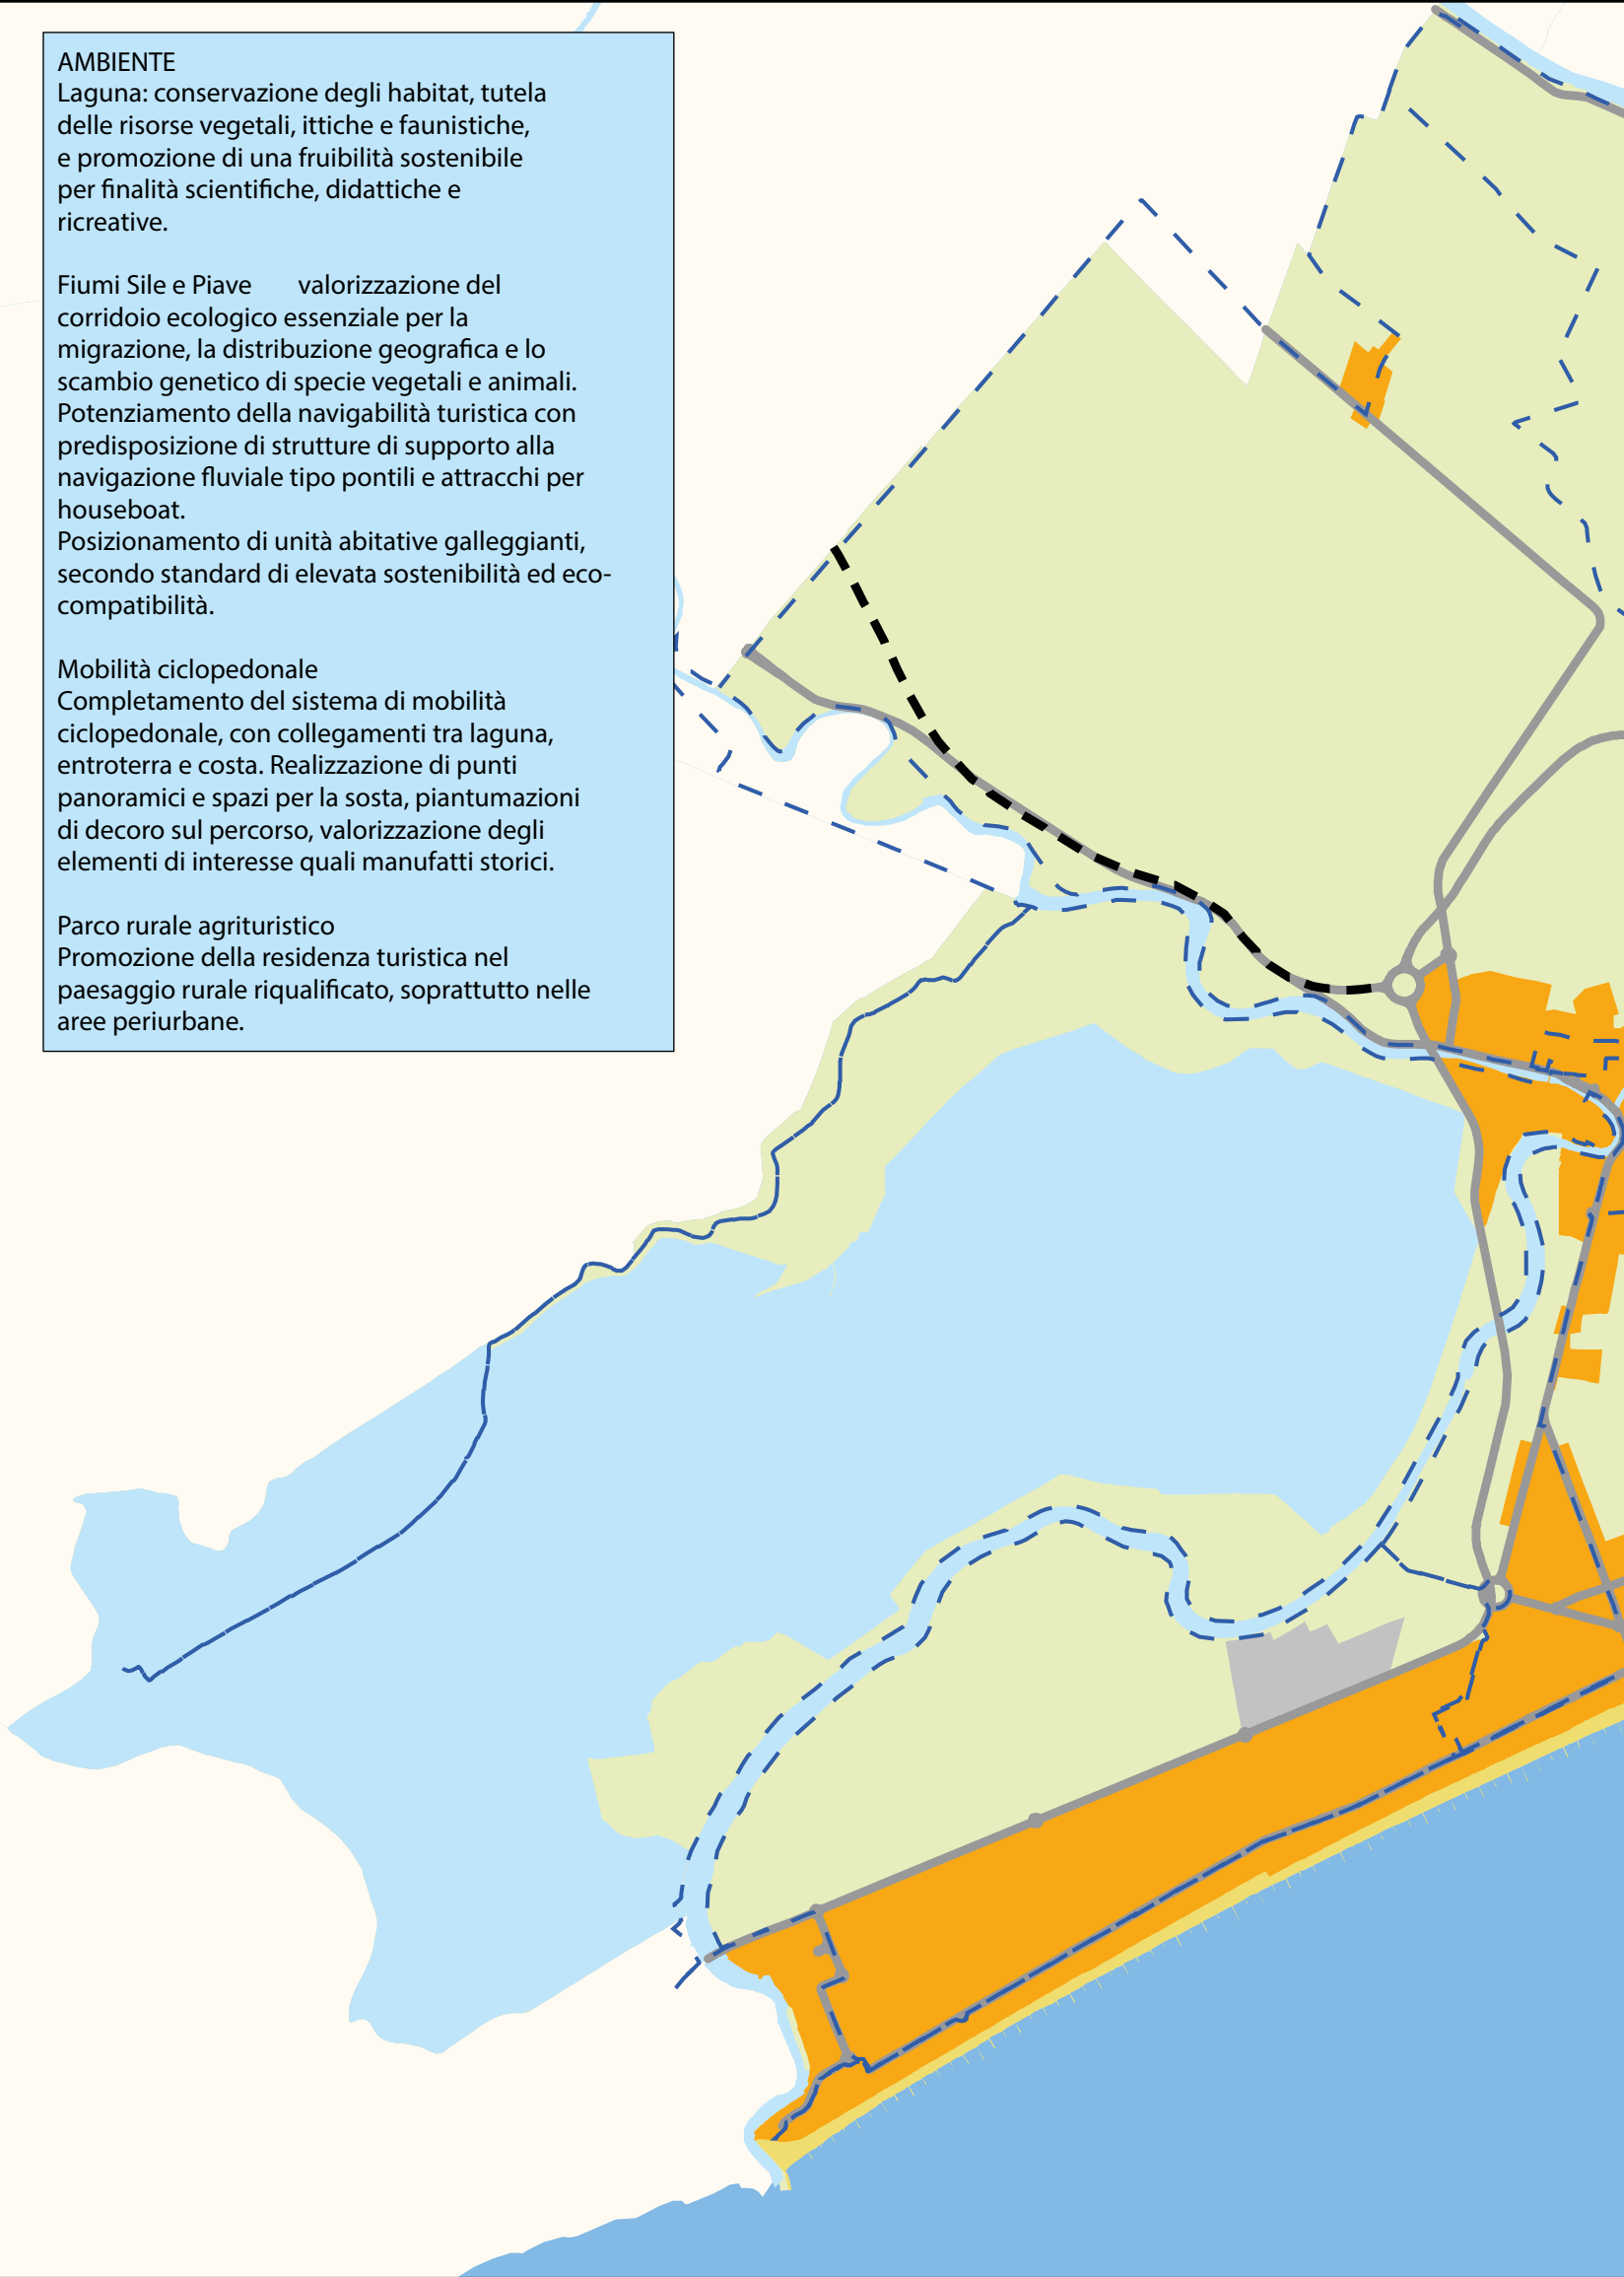 AMBIENTE
Laguna: conservazione degli habitat, tutela
delle risorse vegetali, ittiche e faunistiche,
e promozione di una fruibilità sostenibile
per finalità scientifiche, didattiche e
ricreative.
Fiumi Sile e Piave valorizzazione del
corridoio ecologico essenziale per la
migrazione, la distribuzione geografica e lo
scambio genetico di specie vegetali e animali.
Potenziamento della navigabilità turistica con
predisposizione di strutture di supporto alla
navigazione fluviale tipo pontili e attracchi per
houseboat.
Posizionamento di unità abitative galleggianti,
secondo standard di elevata sostenibilità ed eco-
compatibilità.
Mobilità ciclopedonale
Completamento del sistema di mobilità
ciclopedonale, con collegamenti tra laguna,
entroterra e costa. Realizzazione di punti
panoramici e spazi per la sosta, piantumazioni
di decoro sul percorso, valorizzazione degli
elementi di interesse quali manufatti storici.
Parco rurale agrituristico
Promozione della residenza turistica nel
paesaggio rurale riqualificato, soprattutto nelle
aree periurbane.